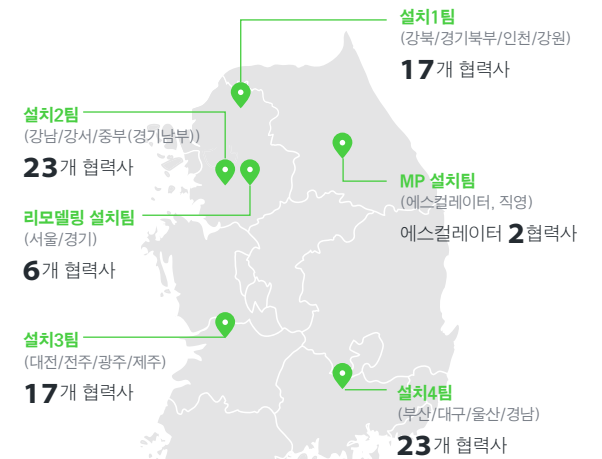 설치1팀
(강북/경기북부/인천/강원)
17개 협력사
설치2팀
(강남/강서/중부(경기남부))
23개 협력사
MP 설치팀
(에스컬레이터, 직영)
에스컬레이터 2협력사
리모델링 설치팀
(서울/경기)
6개 협력사
설치3팀
(대전/전주/광주/제주)
17개 협력사
설치4팀
(부산/대구/울산/경남)
23개 협력사